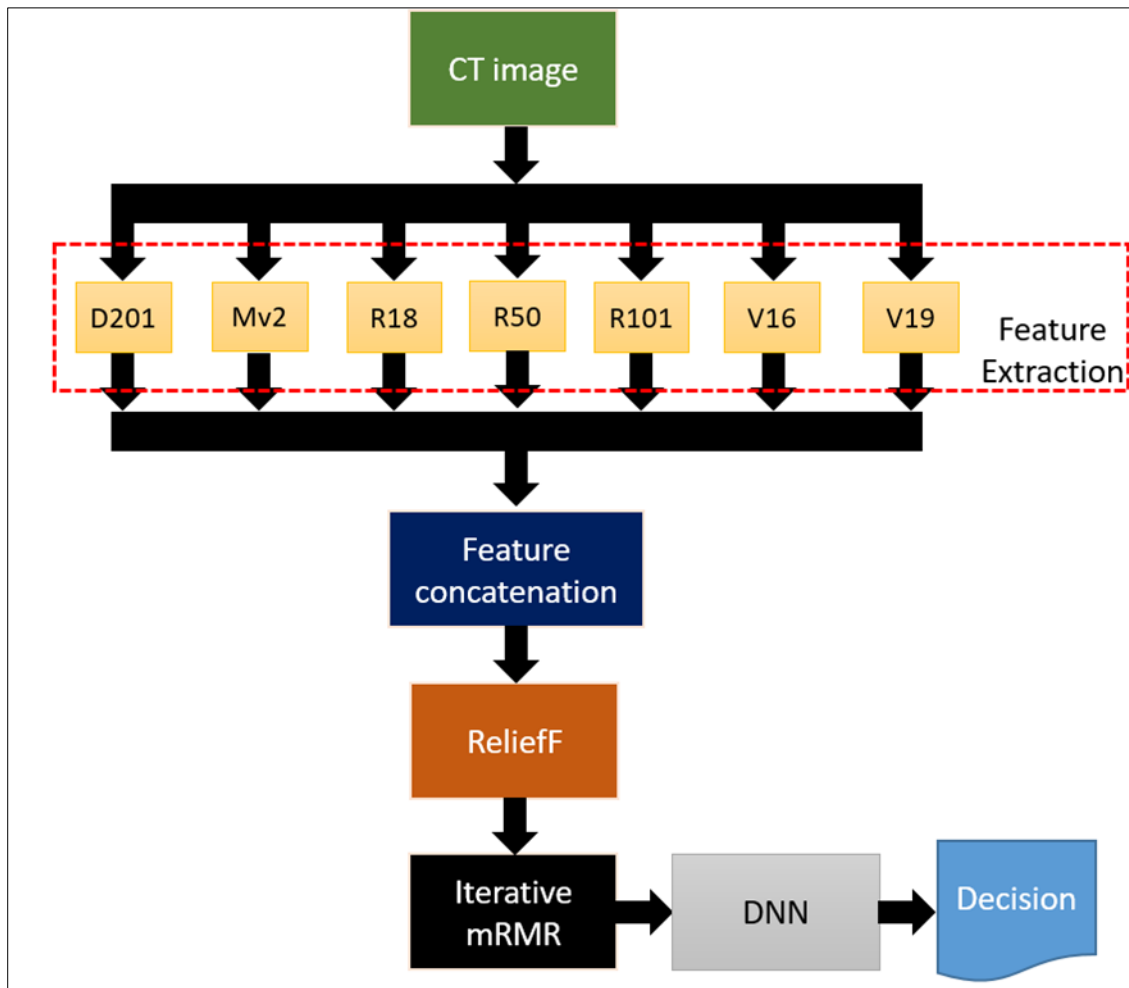 CT image
D201
Mv2
R18
R50
R101
V16
V19
Feature
Extraction
Feature
concatenation
ReliefF
Iterative
mRMR
DNN
Decision